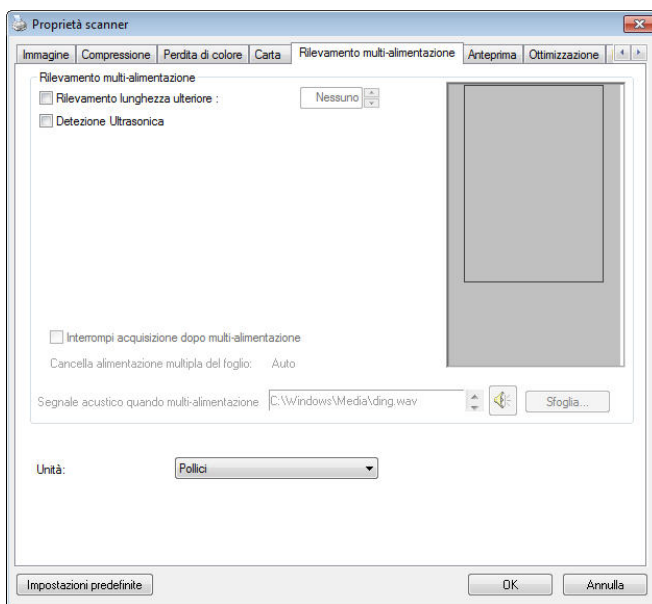 Proprietà scanner
Immagine Compressione Perdita di colore Carta Rilevamento multi-alimentazione Anteprima Ottimizzazione
Rilevamento multi-alimentazione
Rilevamento lunghezza ulteriore : Nessuno
Detezione Ultrasonica
Interrompi acquisizione dopo multi-alimentazione
Cancella alimentazione multipla del foglio: Auto
Segnale acustico quando multi-alimentazione C:\Windows\Media\ding.wav Sfoglia...
Unità: Pollici
Impostazioni predefinite OK Annulla